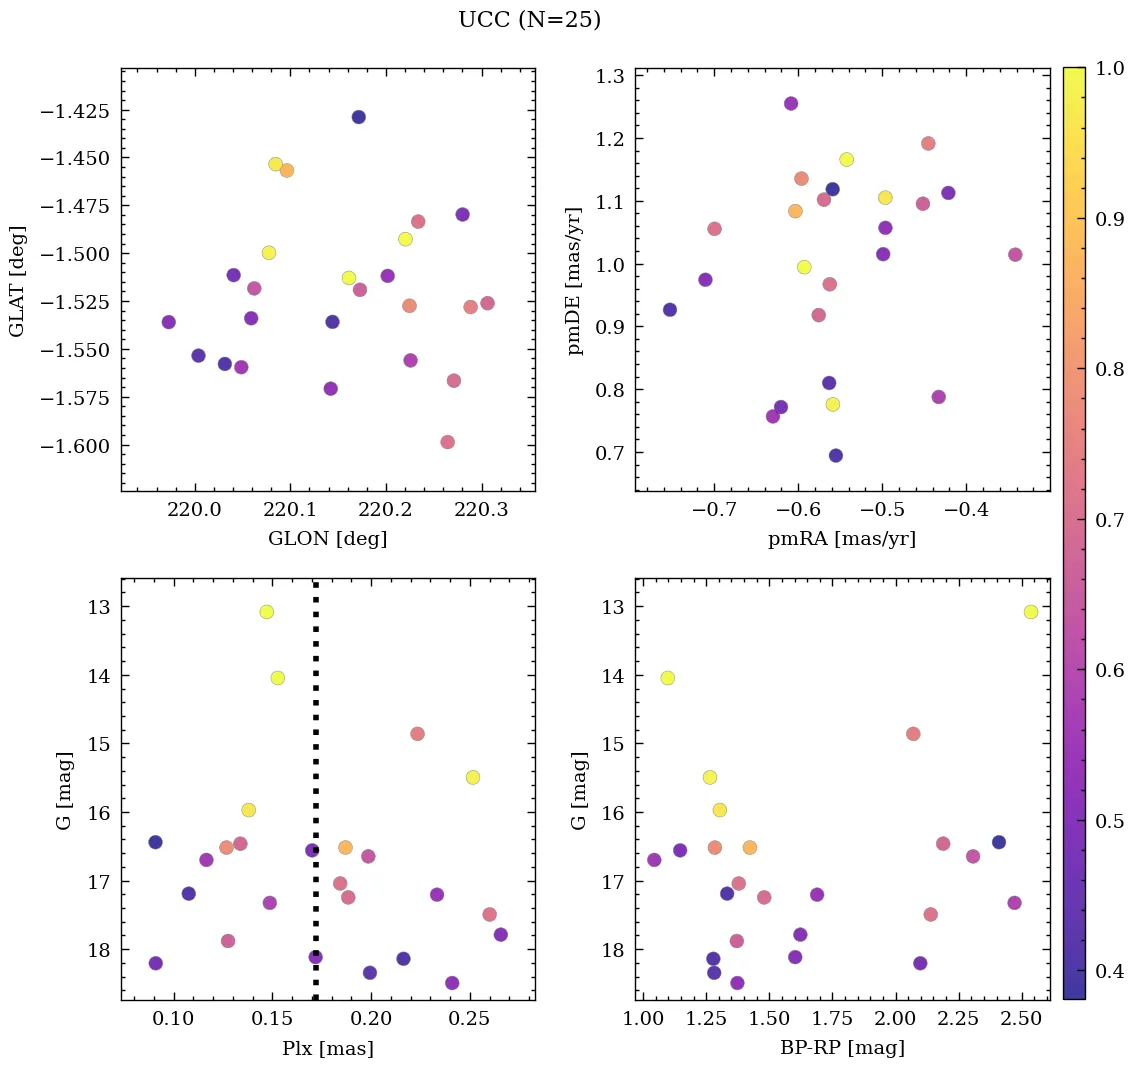 UCC (N=25)
−1.425
−1.450
−1.475
−1.500
−1.525
−1.550
−1.575
−1.600
GLAT [deg]
220.0 220.1 220.2 220.3
GLON [deg]
1.3
1.2
1.1
1.0
0.9
0.8
0.7
pmDE [mas/yr]
−0.7 −0.6 −0.5 −0.4
pmRA [mas/yr]
13
14
15
16
17
18
G [mag]
0.10 0.15 0.20 0.25
Plx [mas]
13
14
15
16
17
18
G [mag]
1.00 1.25 1.50 1.75 2.00 2.25 2.50
BP-RP [mag]
1.0
0.9
0.8
0.7
0.6
0.5
0.4